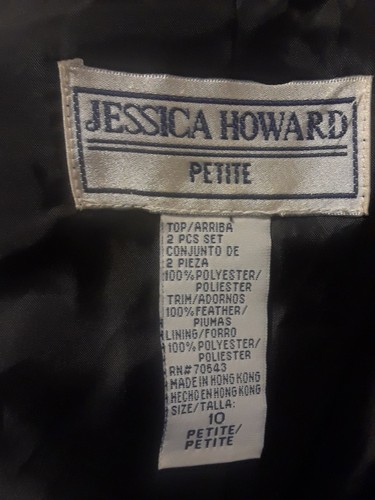 JESSICA HOWARD
PETITE
TOP/ARRIBA
2 PCS SET
CONJUNTO DE
2 PIEZA
100% POLYESTER/
POLIESTER
TRIM/ADORNOS
100% FEATHER/
PIUMAS
LINING/FORRO
100% POLYESTER/
POLIESTER
RN# 70643
MADE IN HONG KONG
HECHO EN HONG KONG
SIZE/TALLA:
10
PETITE/
PETITE